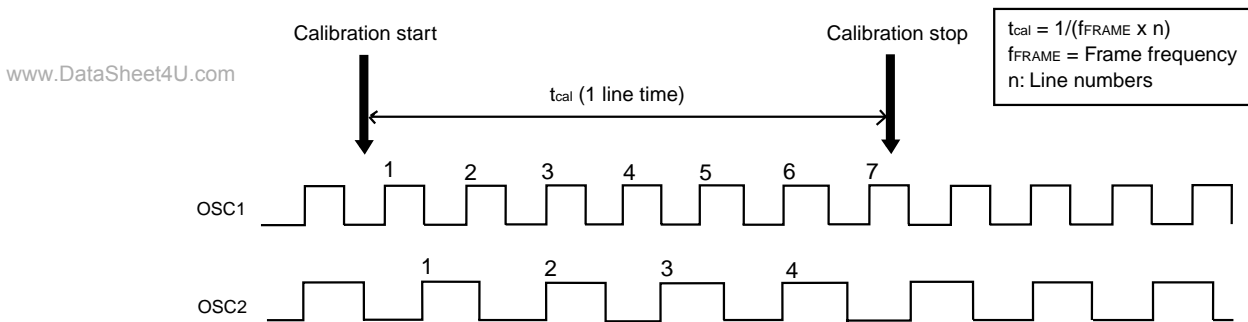 Calibration start
Calibration stop
tcal = 1/(fFRAME x n)
fFRAME = Frame frequency
n: Line numbers
www.DataSheet4U.com
tcal (1 line time)
1 2 3 4 5 6 7
OSC1
1 2 3 4
OSC2